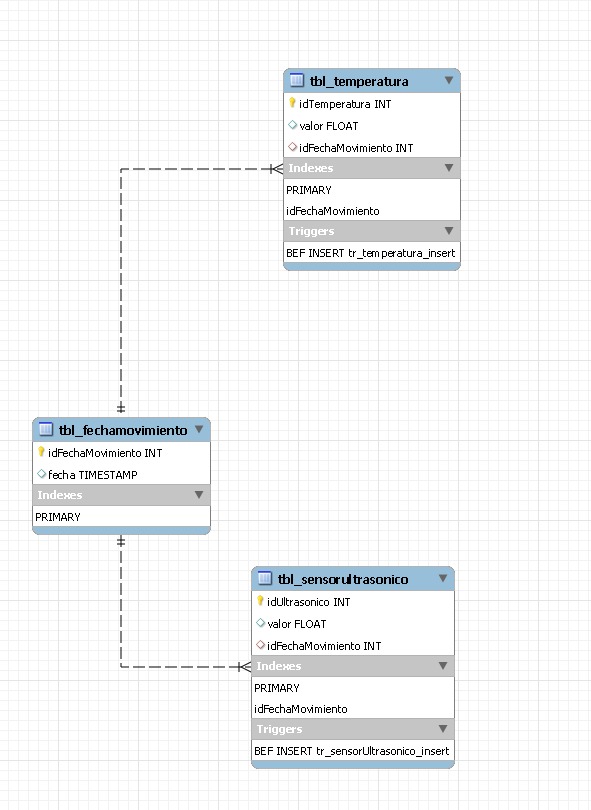 tbl_temperatura
idTemperatura INT
valor FLOAT
idFechaMovimiento INT
Indexes
PRIMARY
idFechaMovimiento
Triggers
BEF INSERT tr_temperatura_insert
tbl_fechamovimiento
idFechaMovimiento INT
fecha TIMESTAMP
Indexes
PRIMARY
tbl_sensorultrasonico
idUltrasonico INT
valor FLOAT
idFechaMovimiento INT
Indexes
PRIMARY
idFechaMovimiento
Triggers
BEF INSERT tr_sensorUltrasonico_insert